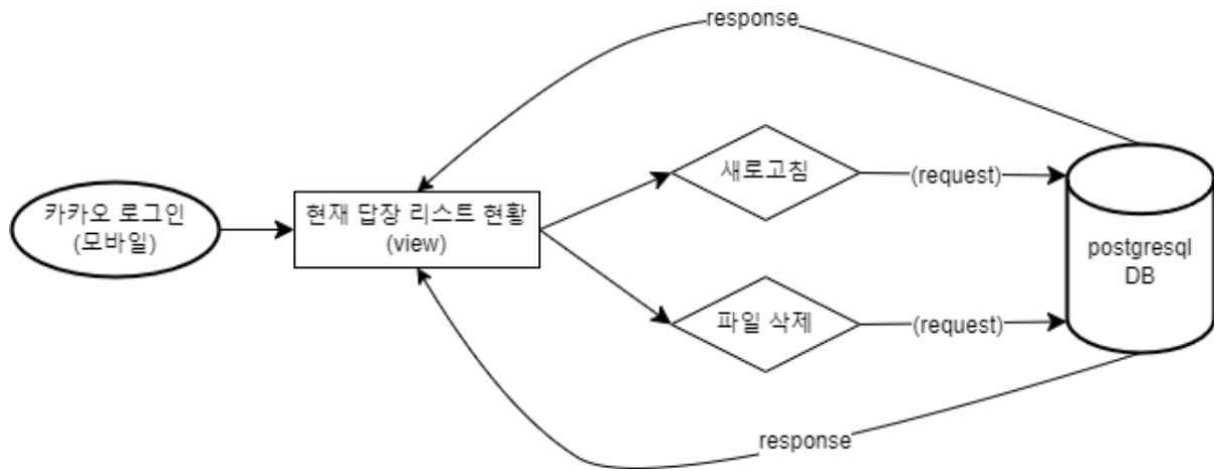 response
카카오 로그인
(모바일)
현재 답장 리스트 현황
(view)
새로고침
(request)
파일 삭제
(request)
postgresql
DB
response